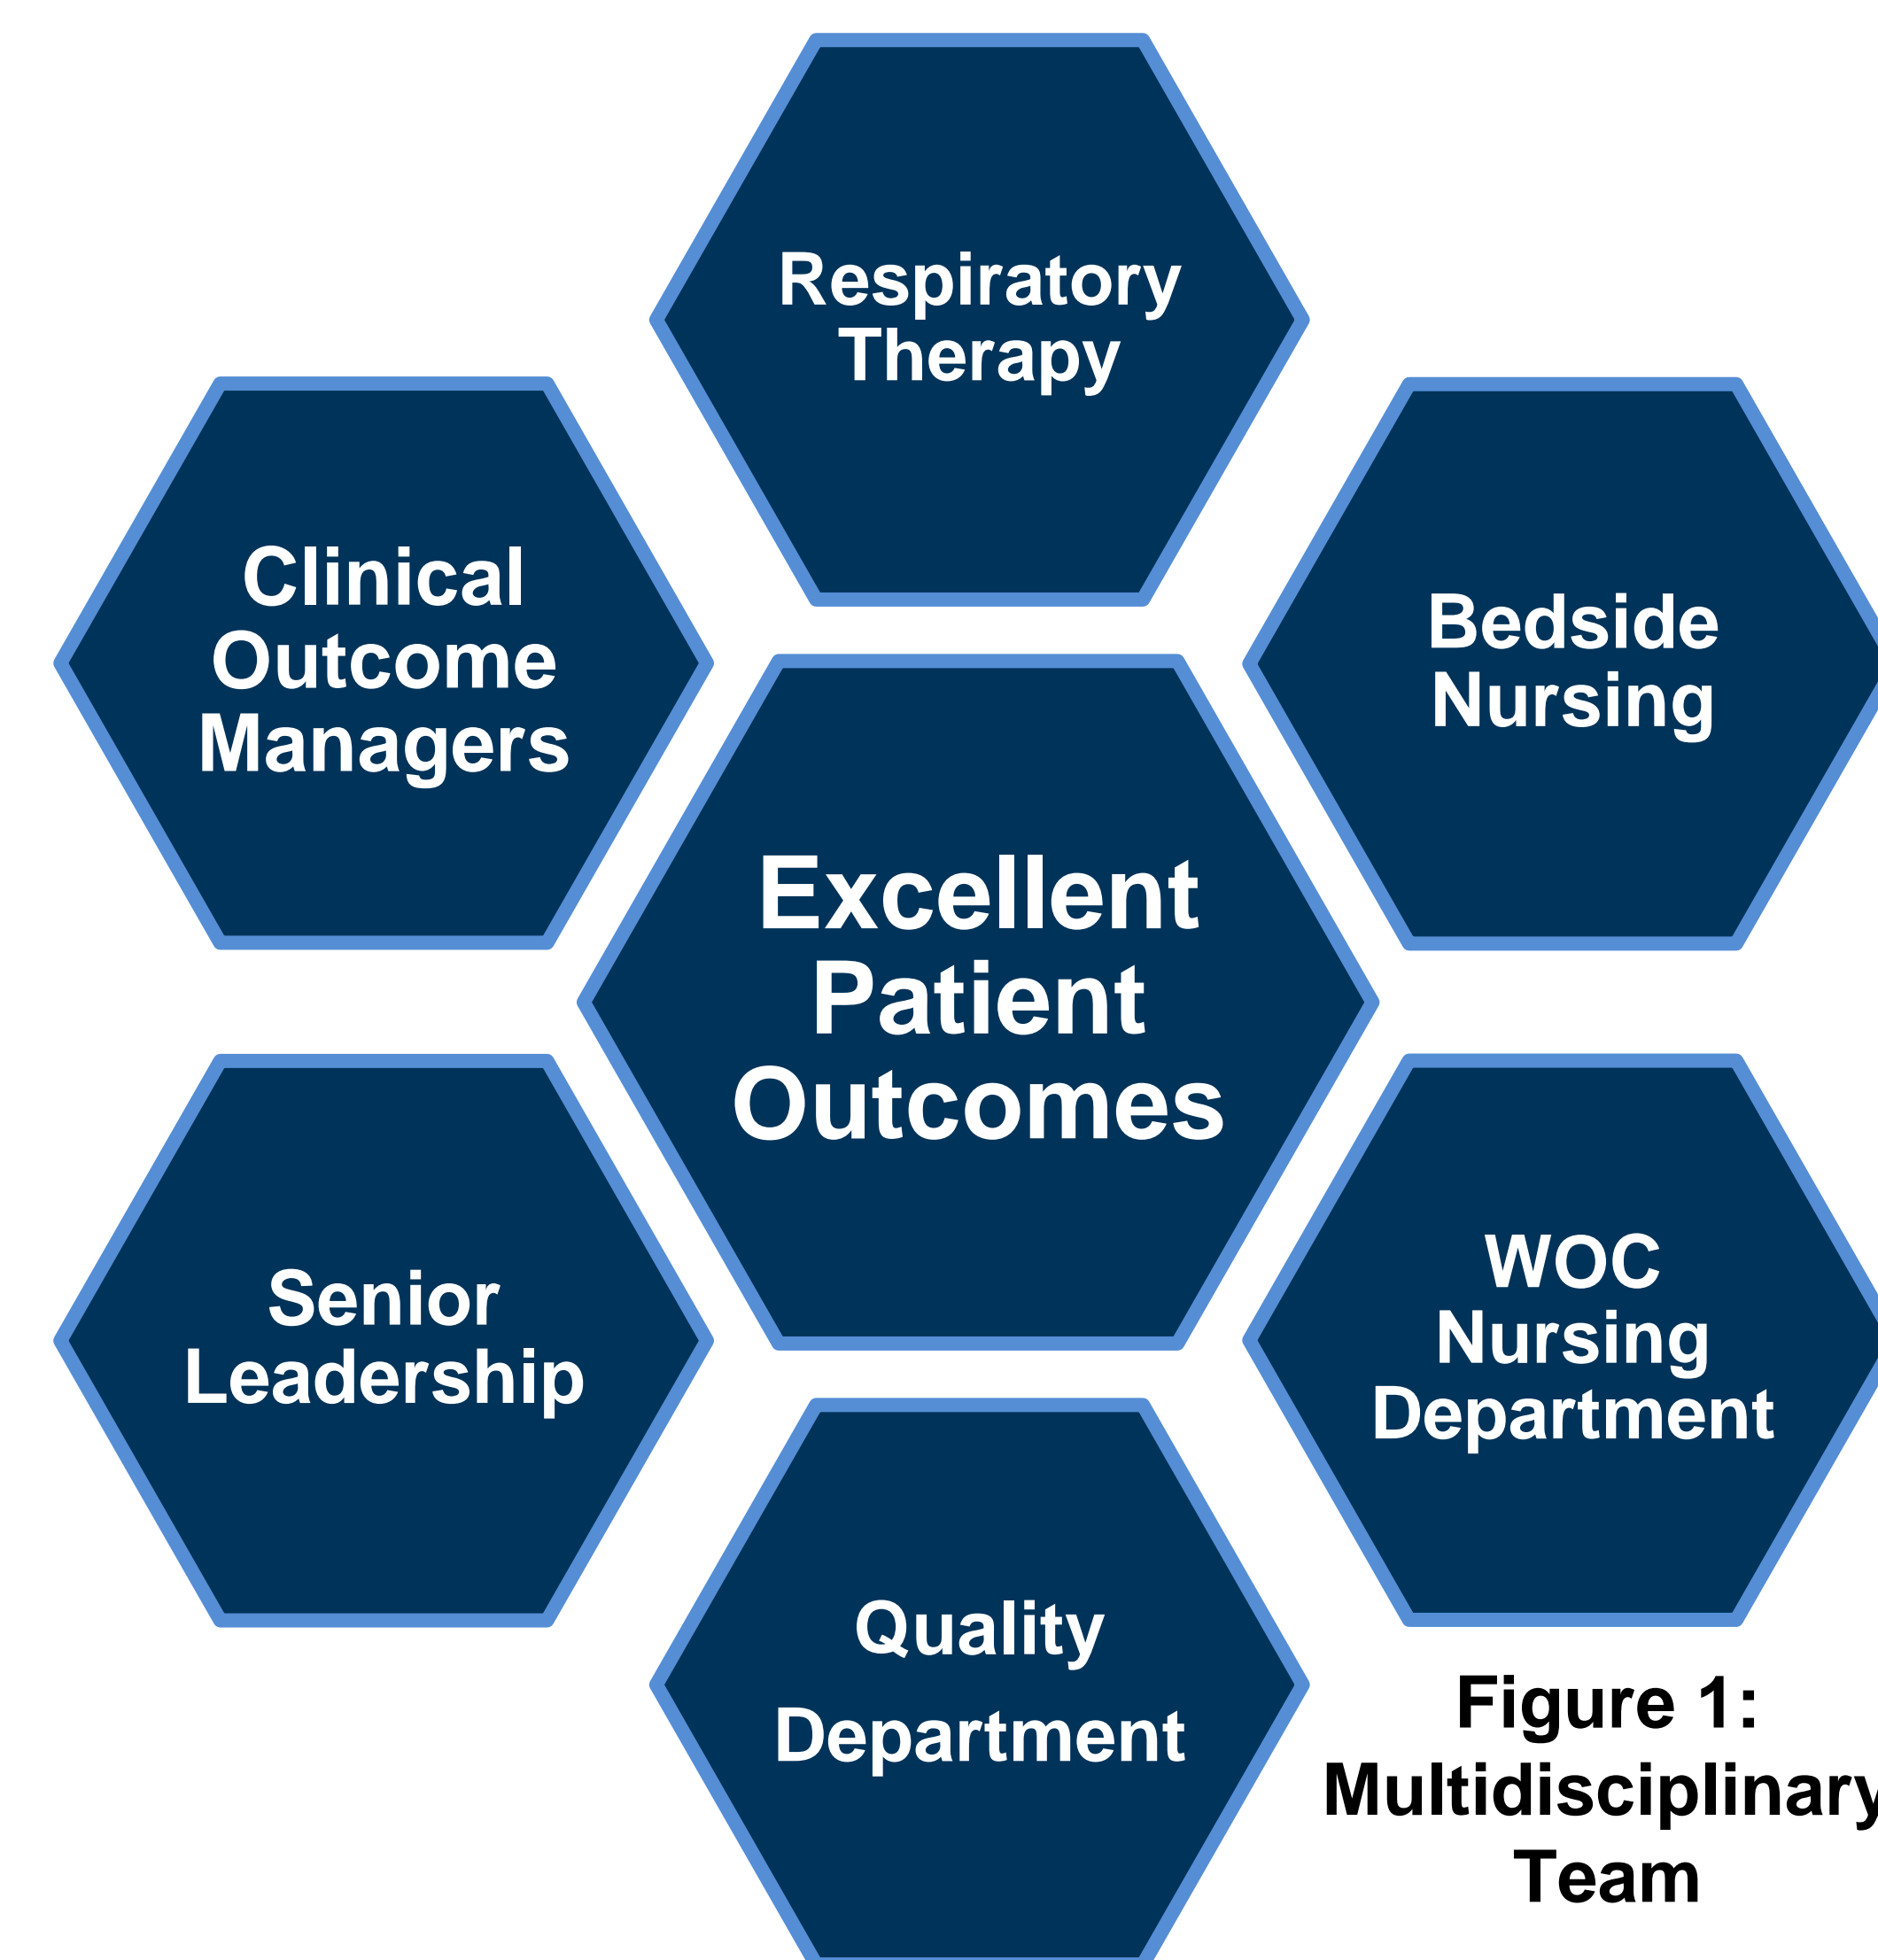 Respiratory
Therapy
Clinical
Outcome
Managers
Bedside
Nursing
Excellent
Patient
Outcomes
Senior
Leadership
WOC
Nursing
Department
Quality
Department
Figure 1:
Multidisciplinary
Team